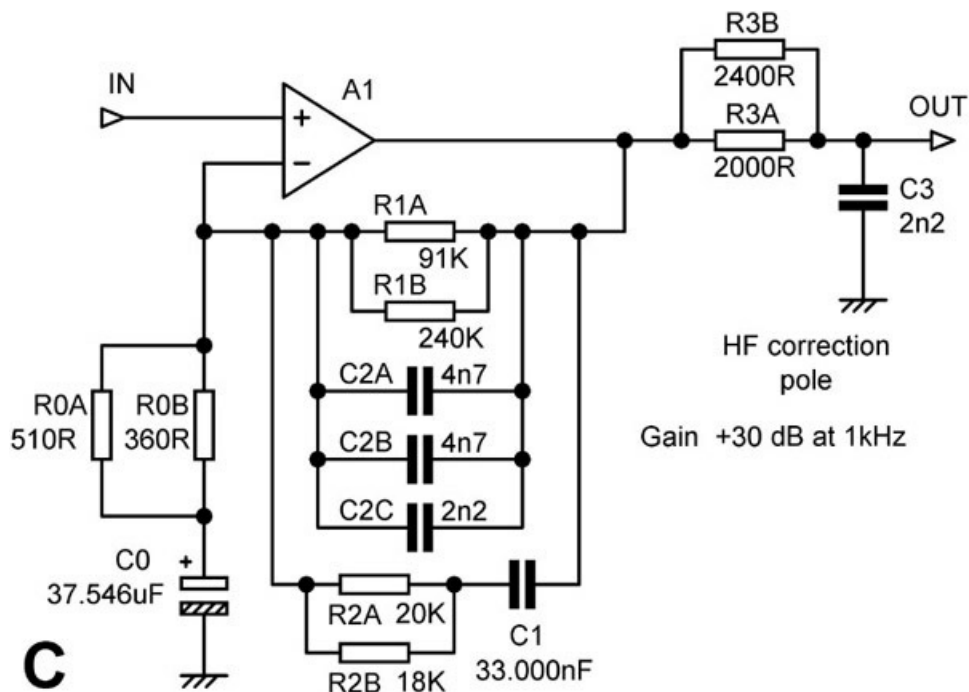 R3B
2400R
IN
A1
OUT
+
−
R3A
2000R
C3
2n2
R1A
91K
R1B
240K
HF correction
pole
C2A 4n7
R0A
510R
R0B
360R
Gain +30 dB at 1kHz
C2B 4n7
C2C 2n2
C0
+
37.546uF
R2A 20K
C1
33.000nF
R2B 18K
C